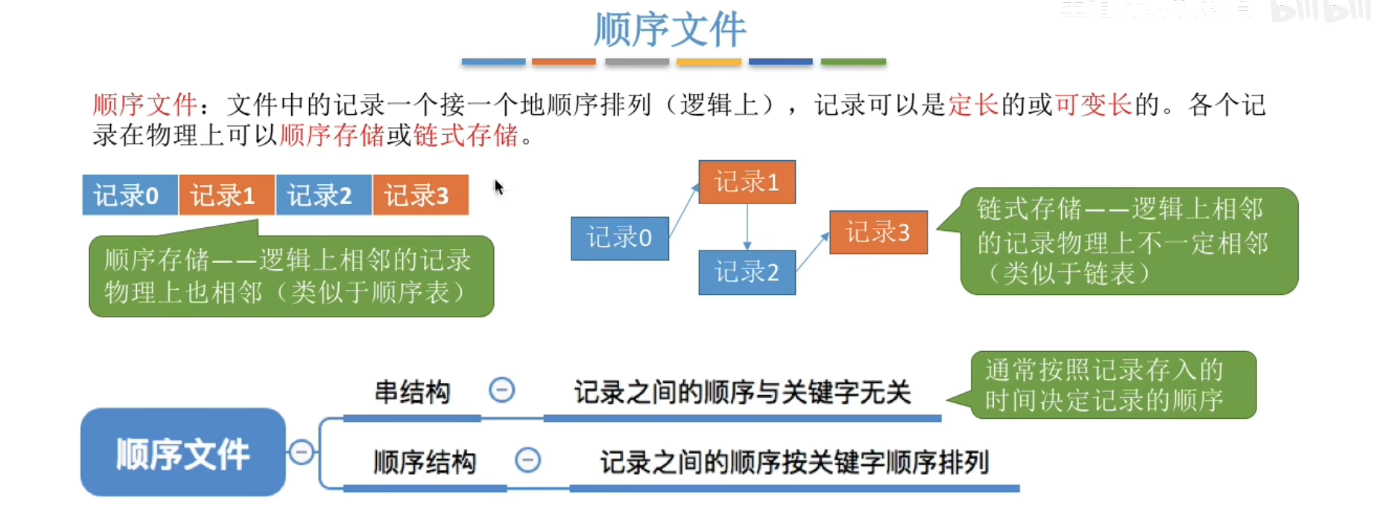 顺序文件
bilibili
顺序文件：文件中的记录一个接一个地顺序排列（逻辑上），记录可以是定长的或可变长的。各个记
录在物理上可以顺序存储或链式存储。
记录0 记录1 记录2 记录3
顺序存储——逻辑上相邻的记录
物理上也相邻（类似于顺序表）
记录0
记录1
记录2
记录3
链式存储——逻辑上相邻
的记录物理上不一定相邻
（类似于链表）
顺序文件
串结构
记录之间的顺序与关键字无关
通常按照记录存入的
时间决定记录的顺序
顺序结构
记录之间的顺序按关键字顺序排列